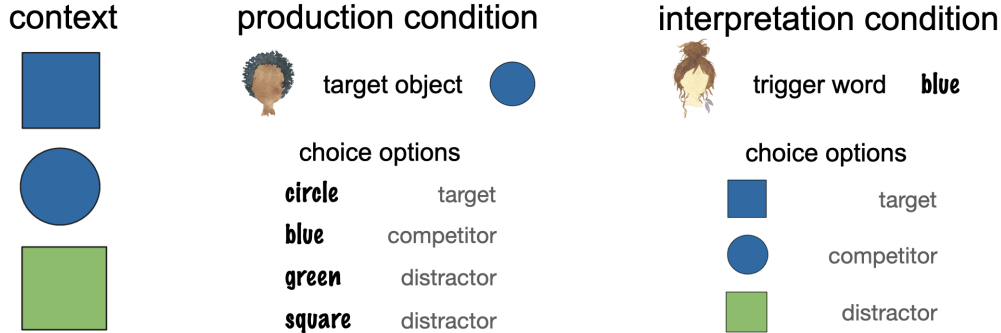 context
production condition
target object
choice options
circle target
blue competitor
green distractor
square distractor
interpretation condition
trigger word blue
choice options
target
competitor
distractor